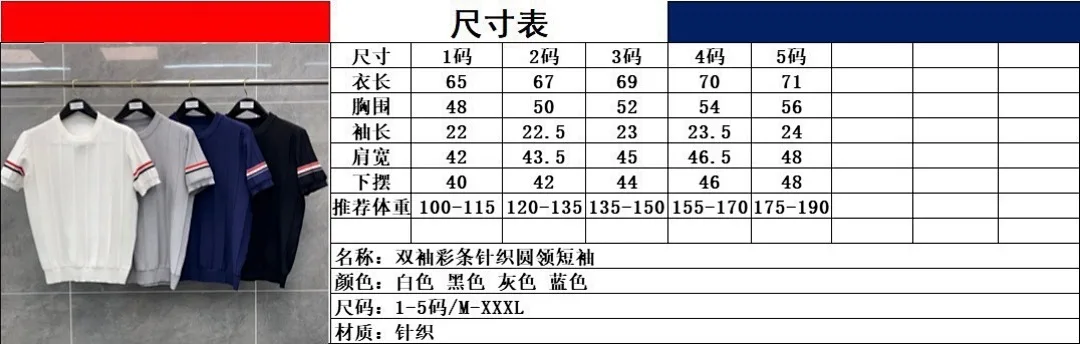 尺寸表
尺寸 1码 2码 3码 4码 5码
衣长 65 67 69 70 71
胸围 48 50 52 54 56
袖长 22 22.5 23 23.5 24
肩宽 42 43.5 45 46.5 48
下摆 40 42 44 46 48
推荐体重 100-115 120-135 135-150 155-170 175-190
名称：双袖彩条针织圆领短袖
颜色：白色 黑色 灰色 蓝色
尺码：1-5码/M-XXXL
材质：针织